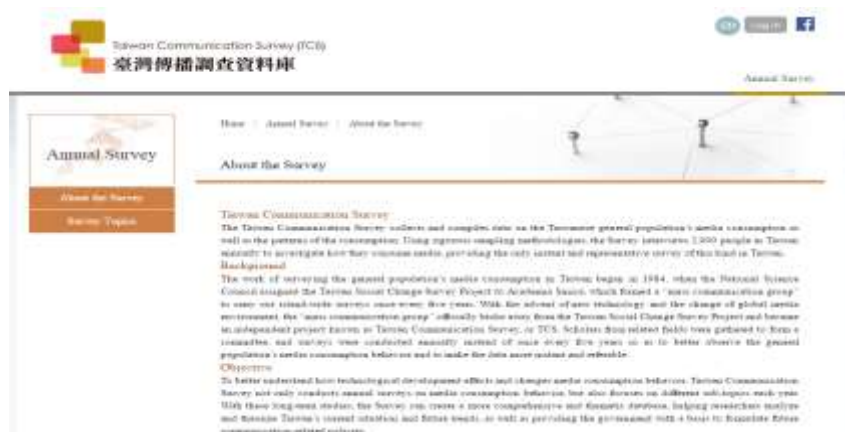 Taiwan Communication Survey (TCS)
臺灣傳播調查資料庫
Log in
Annual Survey
Home Annual Survey About the Survey
Annual Survey
About the Survey
About the Survey
Survey Topics
Taiwan Communication Survey
The Taiwan Communication Survey collects and compiles data on the Taiwanese general population's media consumption as
well as the patterns of the consumption. Using rigorous sampling methodologies, the Survey interviews 2,000 people in Taiwan
annually to investigate how they consume media, providing the only instant and representative survey of this kind in Taiwan.
Background
The work of surveying the general population's media consumption in Taiwan began in 1984, when the National Science
Council assigned the Taiwan Social Change Survey Project to Academia Sinica, which formed a "mass communication group"
to carry out island-wide surveys once every five years. With the advent of new technology and the change of global media
environment, the "mass communication group" officially broke away from the Taiwan Social Change Survey Project and became
an independent project known as Taiwan Communication Survey, or TCS. Scholars from related fields were gathered to form a
committee, and surveys were conducted annually instead of once every five years so as to better observe the general
population's media consumption behaviors and to make the data more instant and referable.
Objective
To better understand how technological development affects and changes media consumption behaviors, Taiwan Communication
Survey not only conducts annual surveys on media consumption behavior, but also focuses on different sub-topics each year.
With these long-term studies, the Survey can create a more comprehensive and thematic database, helping researchers analyze
and theorize Taiwan's current situation and future trends, as well as providing the government with a basis to formulate future
communication-related policies.